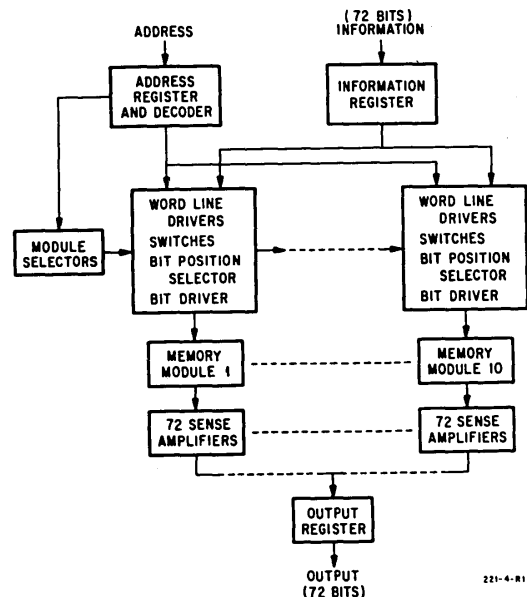 ADDRESS
(72 BITS)
INFORMATION
ADDRESS
REGISTER
AND DECODER
INFORMATION
REGISTER
MODULE
SELECTORS
WORD LINE
DRIVERS
SWITCHES
BIT POSITION
SELECTOR
BIT DRIVER
WORD LINE
DRIVERS
SWITCHES
BIT POSITION
SELECTOR
BIT DRIVER
MEMORY
MODULE 1
MEMORY
MODULE 10
72 SENSE
AMPLIFIERS
72 SENSE
AMPLIFIERS
OUTPUT
REGISTER
OUTPUT
(72 BITS)
221-4-R1